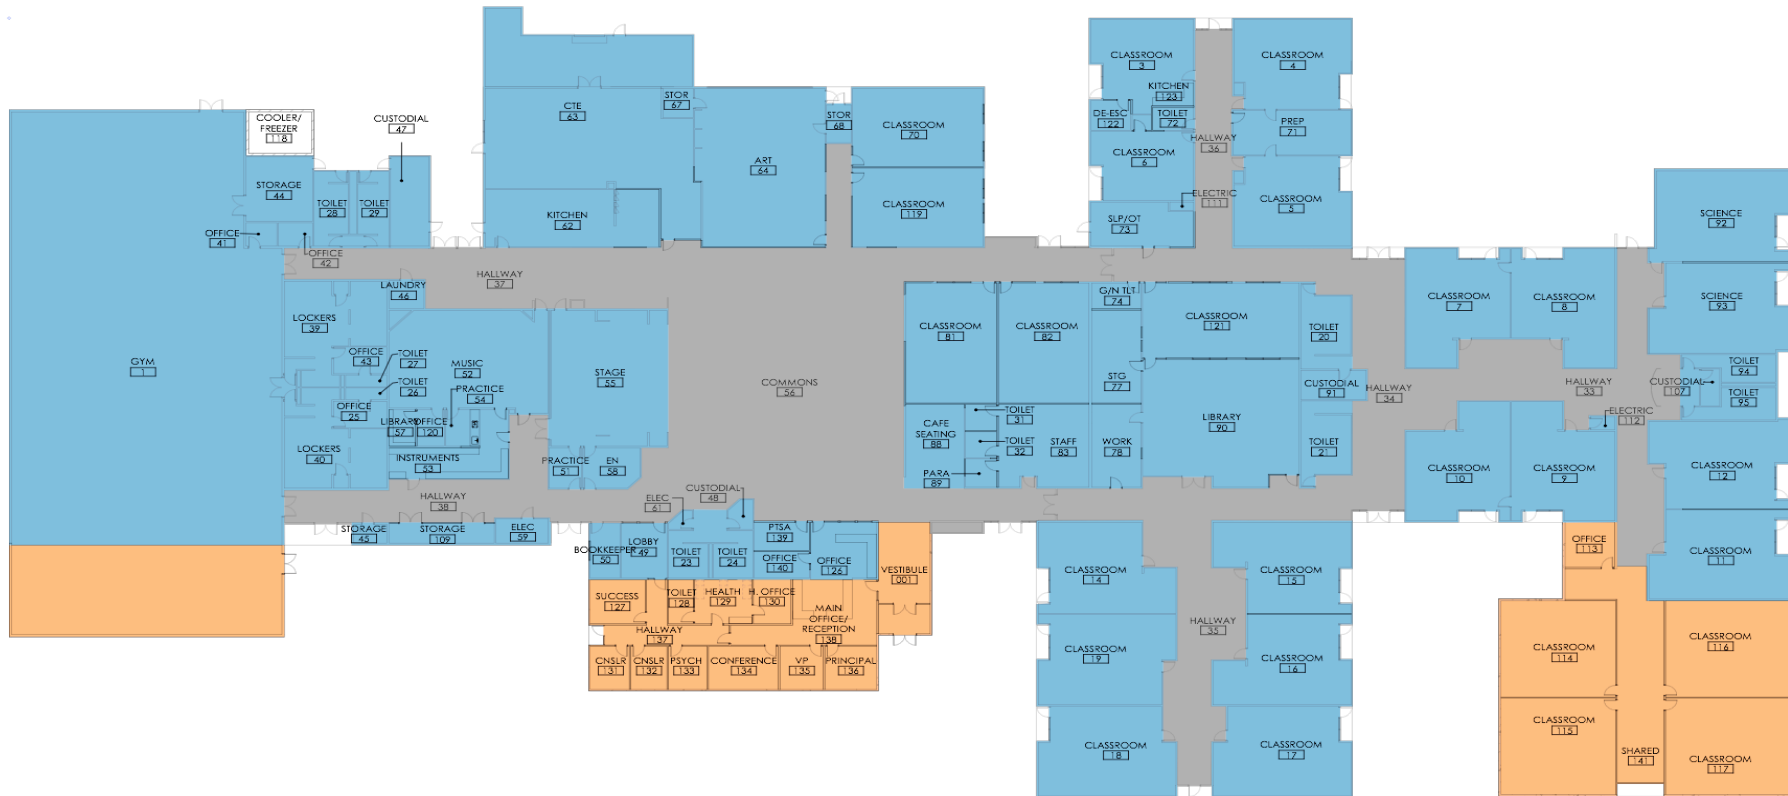 CLASSROOM
3
KITCHEN
123
DE-ESC
122
TOILET
72
CLASSROOM
6
SLP/OT
73
ELECTRIC
111
HALLWAY
36
CLASSROOM
4
PREP
71
CLASSROOM
5
COOLER/
FREEZER
118
CUSTODIAL
47
STORAGE
44
TOILET
28
TOILET
29
OFFICE
41
OFFICE
42
CTE
63
STOR
67
KITCHEN
62
ART
64
STOR
68
CLASSROOM
70
CLASSROOM
119
SCIENCE
92
SCIENCE
93
HALLWAY
37
LAUNDRY
46
LOCKERS
39
OFFICE
43
TOILET
27
TOILET
26
OFFICE
25
LOCKERS
40
GYM
1
MUSIC
52
PRACTICE
54
LIBRARY
57
OFFICE
120
INSTRUMENTS
53
STAGE
55
PRACTICE
51
EN
58
COMMONS
56
CLASSROOM
81
CLASSROOM
82
G/N TLT
74
STG
77
CLASSROOM
121
TOILET
20
CUSTODIAL
91
LIBRARY
90
TOILET
21
CAFE
SEATING
88
TOILET
31
TOILET
32
PARA
89
STAFF
83
WORK
78
HALLWAY
34
CLASSROOM
7
CLASSROOM
8
HALLWAY
33
CUSTODIAL
107
TOILET
94
TOILET
95
ELECTRIC
112
CLASSROOM
10
CLASSROOM
9
CLASSROOM
12
CLASSROOM
11
HALLWAY
38
STORAGE
45
STORAGE
109
ELEC
59
ELEC
61
CUSTODIAL
48
BOOKKEEPER
50
LOBBY
49
TOILET
23
TOILET
24
PTSA
139
OFFICE
140
OFFICE
126
VESTIBULE
001
SUCCESS
127
TOILET
128
HEALTH
129
H. OFFICE
130
MAIN
OFFICE/
RECEPTION
138
HALLWAY
137
CNSLR
131
CNSLR
132
PSYCH
133
CONFERENCE
134
VP
135
PRINCIPAL
136
CLASSROOM
14
CLASSROOM
15
HALLWAY
35
CLASSROOM
19
CLASSROOM
16
CLASSROOM
18
CLASSROOM
17
OFFICE
113
CLASSROOM
114
CLASSROOM
116
CLASSROOM
115
SHARED
141
CLASSROOM
117